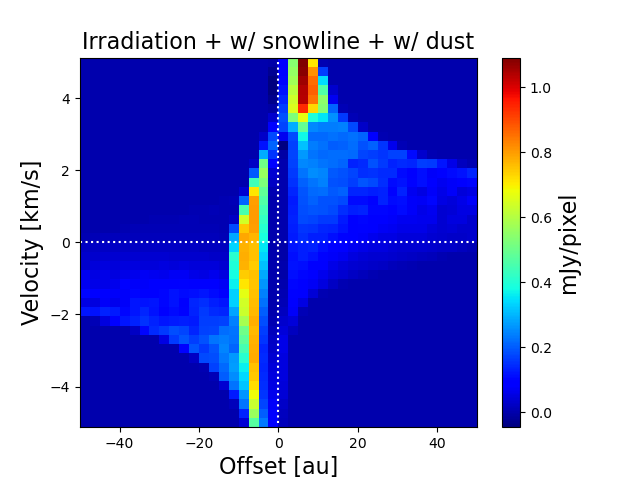 Irradiation + w/ snowline + w/ dust
Velocity [km/s]
4
2
0
−2
−4
−40 −20 0 20 40
Offset [au]
1.0
0.8
0.6
0.4
0.2
0.0
mJy/pixel